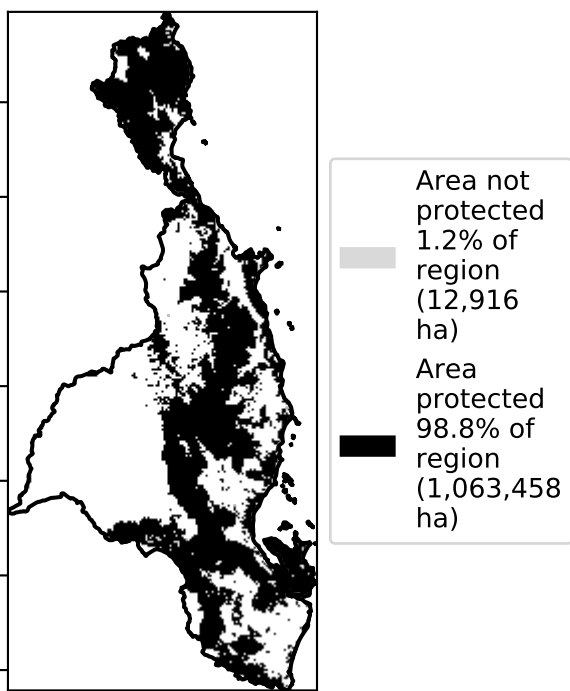 Area not
protected
1.2% of
region
(12,916
ha)
Area
protected
98.8% of
region
(1,063,458
ha)